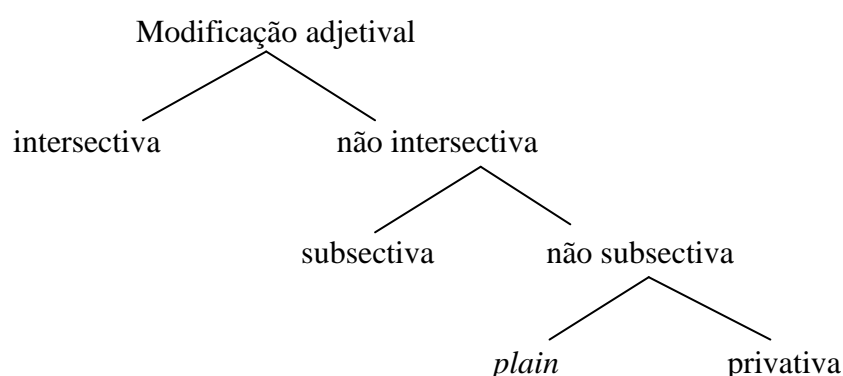 Modificação adjetival
intersectiva não intersectiva
subsectiva não subsectiva
plain privativa